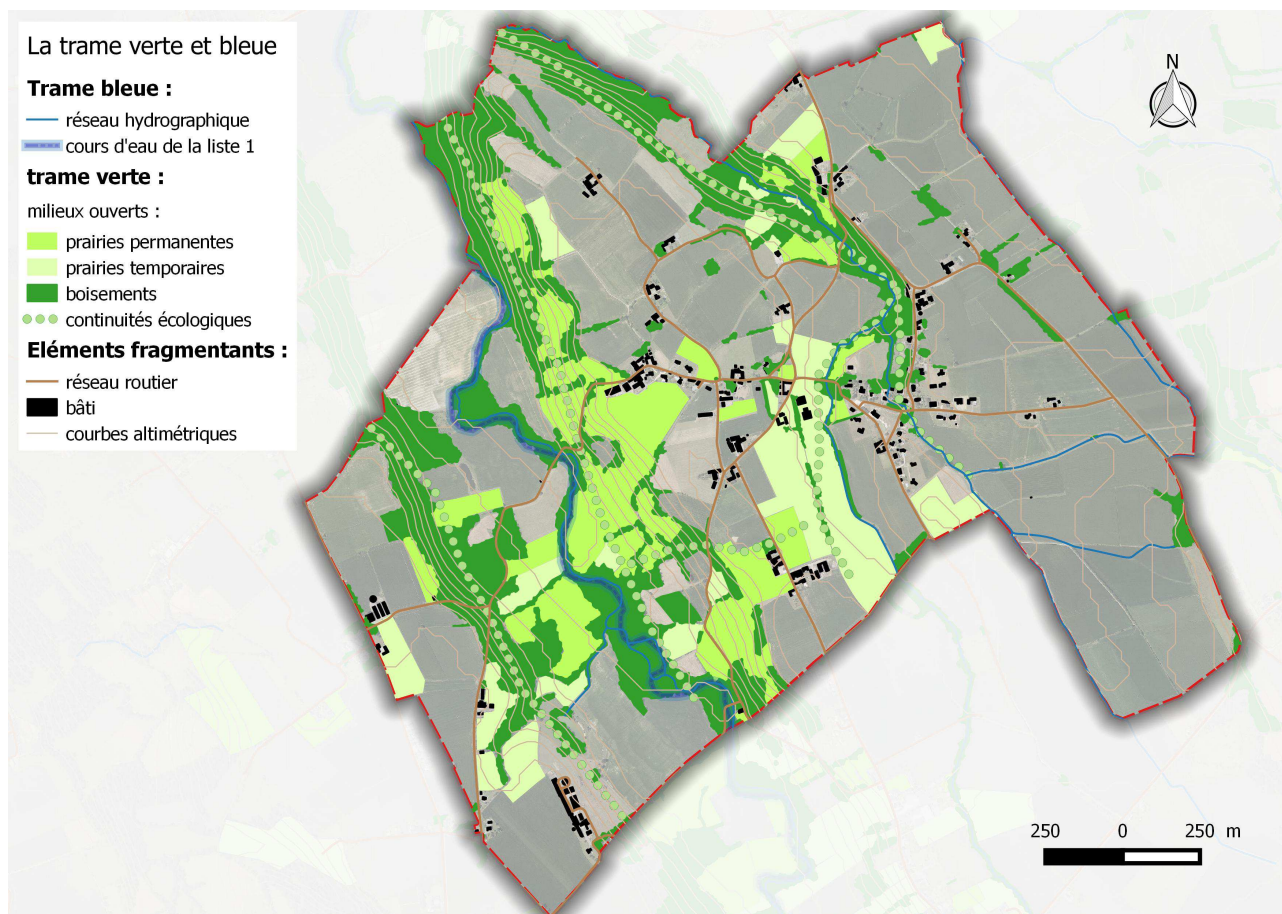 La trame verte et bleue
Trame bleue :
réseau hydrographique
cours d'eau de la liste 1
trame verte :
milieux ouverts :
prairies permanentes
prairies temporaires
boisements
continuités écologiques
Eléments fragmentants :
réseau routier
bâti
courbes altimétriques
N
250 0 250 m